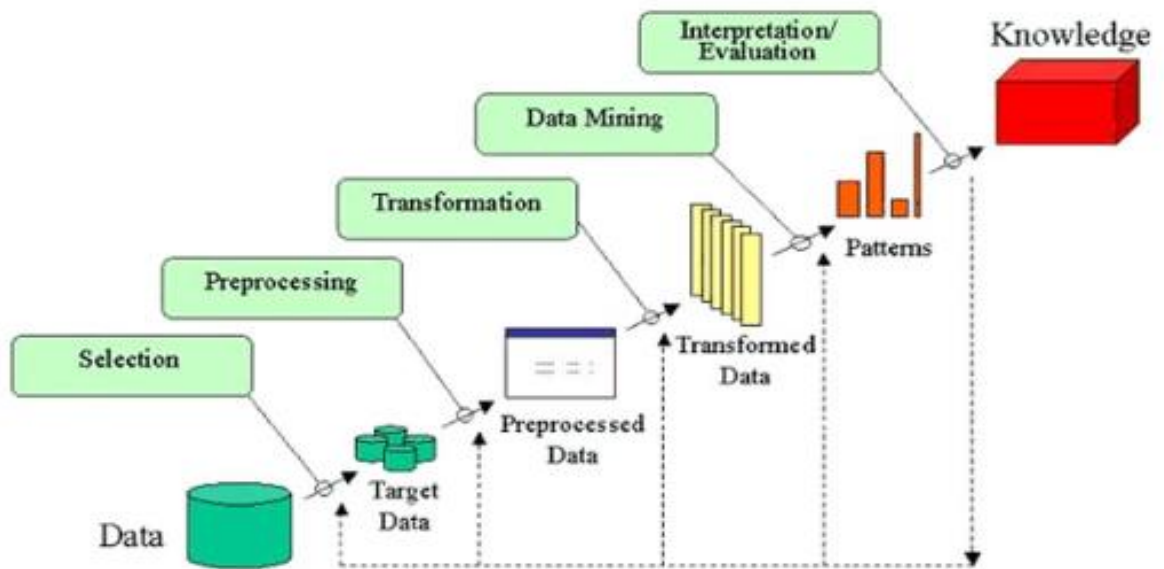 Interpretation/
Evaluation
Knowledge
Data Mining
Transformation
Patterns
Preprocessing
Transformed
Data
Selection
Preprocessed
Data
Target
Data
Data